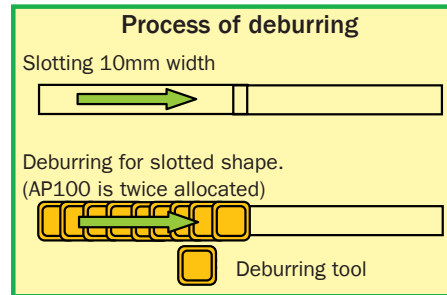 Process of deburring
Slotting 10mm width
Deburring for slotted shape.
(AP100 is twice allocated)
Deburring tool